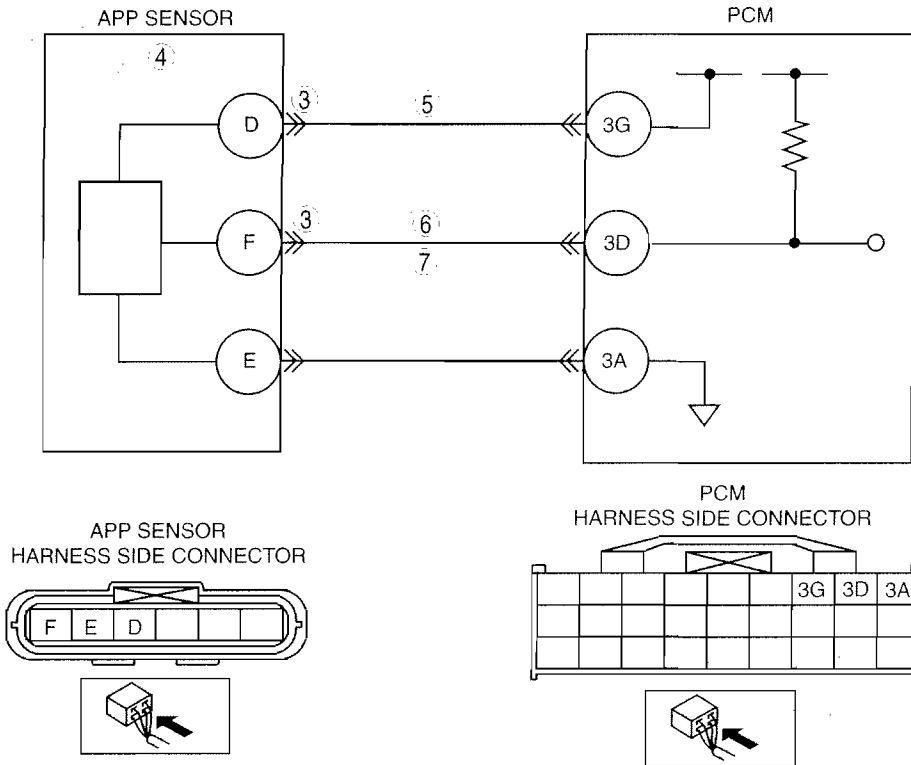 APP SENSOR
PCM
4
D
3
5
3G
F
3
6
7
3D
E
3A
APP SENSOR
HARNESS SIDE CONNECTOR
PCM
HARNESS SIDE CONNECTOR
F E D
3G 3D 3A